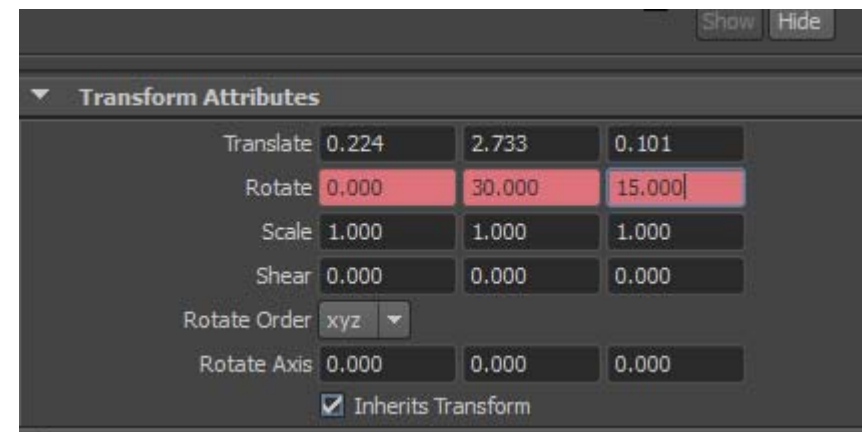 Show Hide
Transform Attributes
Translate 0.224 2.733 0.101
Rotate 0.000 30.000 15.000
Scale 1.000 1.000 1.000
Shear 0.000 0.000 0.000
Rotate Order xyz
Rotate Axis 0.000 0.000 0.000
Inherits Transform